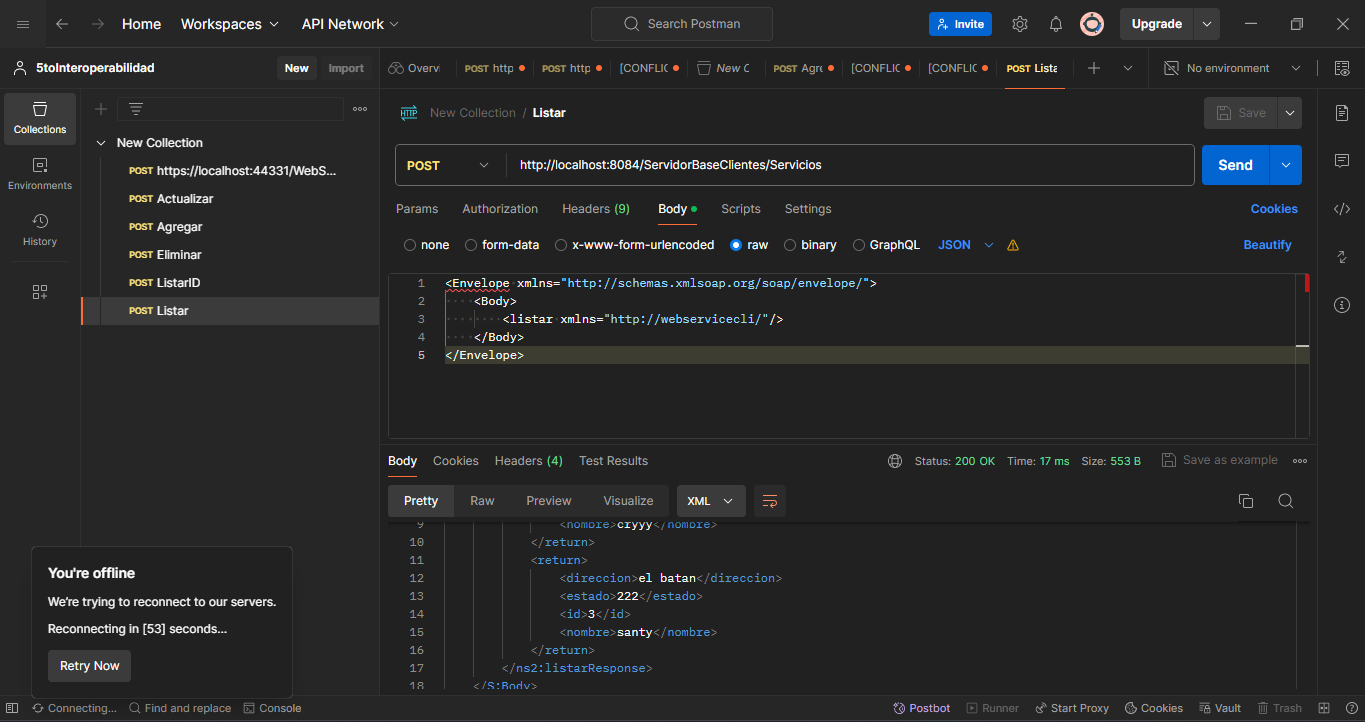 Home Workspaces API Network Search Postman Invite Upgrade
5toInteroperabilidad New Import Overvi POST http POST http [CONFLIC New C POST Agre [CONFLIC [CONFLIC POST Lista No environment
Collections
Environments
History
New Collection
POST https://localhost:44331/WebS...
POST Actualizar
POST Agregar
POST Eliminar
POST ListarID
POST Listar
HTTP New Collection / Listar Save
POST http://localhost:8084/ServidorBaseClientes/Servicios Send
Params Authorization Headers (9) Body Scripts Settings Cookies
none form-data x-www-form-urlencoded raw binary GraphQL JSON Beautify
1 <Envelope xmlns="http://schemas.xmlsoap.org/soap/envelope/">
2 <Body>
3 <listar xmlns="http://webservicecli/"/>
4 </Body>
5 </Envelope>
Body Cookies Headers (4) Test Results Status: 200 OK Time: 17 ms Size: 553 B Save as example
Pretty Raw Preview Visualize XML
9 <nombre>cryyy</nombre>
10 </return>
11 <return>
12 <direccion>el batan</direccion>
13 <estado>222</estado>
14 <id>3</id>
15 <nombre>santy</nombre>
16 </return>
17 </ns2:listarResponse>
18 </S:Body>
You're offline
We're trying to reconnect to our servers.
Reconnecting in [53] seconds...
Retry Now
Connecting... Find and replace Console Postbot Runner Start Proxy Cookies Vault Trash